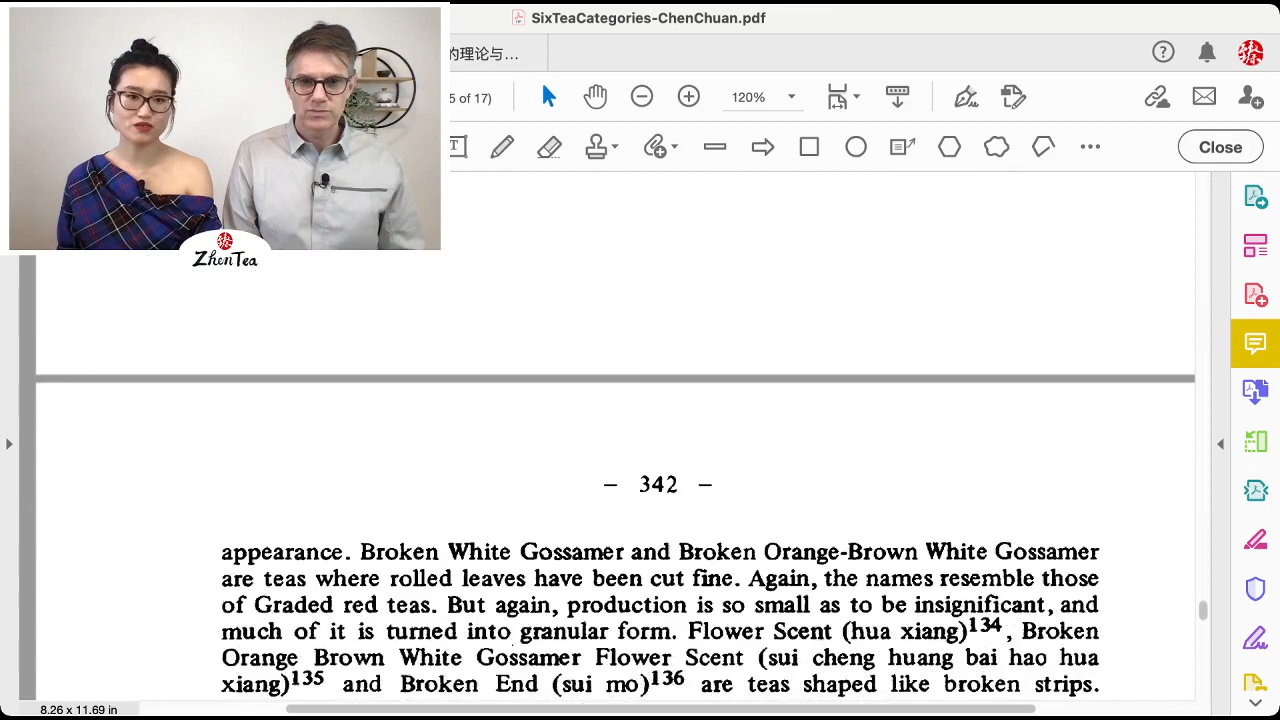 SixTeaCategories-ChenChuan.pdf
的理论与...
5 of 17)
120%
Close
ZhenTea
– 342 –
appearance. Broken White Gossamer and Broken Orange-Brown White Gossamer
are teas where rolled leaves have been cut fine. Again, the names resemble those
of Graded red teas. But again, production is so small as to be insignificant, and
much of it is turned into granular form. Flower Scent (hua xiang)134, Broken
Orange Brown White Gossamer Flower Scent (sui cheng huang bai hao hua
xiang)135 and Broken End (sui mo)136 are teas shaped like broken strips.
8.26 x 11.69 in